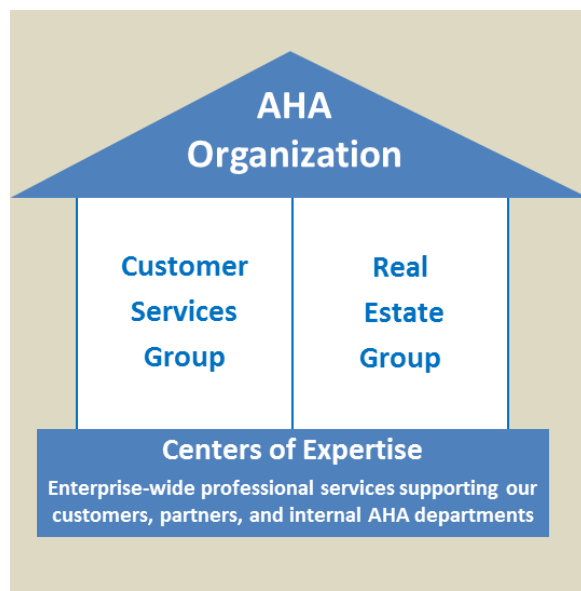 AHA
Organization
Customer
Services
Group
Real
Estate
Group
Centers of Expertise
Enterprise-wide professional services supporting our
customers, partners, and internal AHA departments